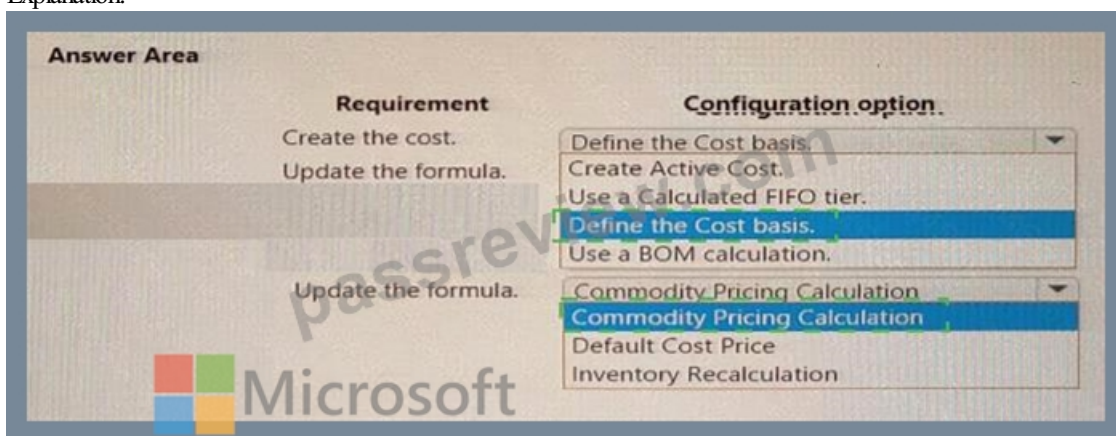 Explanation:
Answer Area
Requirement Configuration option.
Create the cost. Define the Cost basis.
Update the formula. Create Active Cost.
Use a Calculated FIFO tier.
Define the Cost basis.
Use a BOM calculation.
Update the formula. Commodity Pricing Calculation
Commodity Pricing Calculation
Default Cost Price
Inventory Recalculation
passreview.com
Microsoft